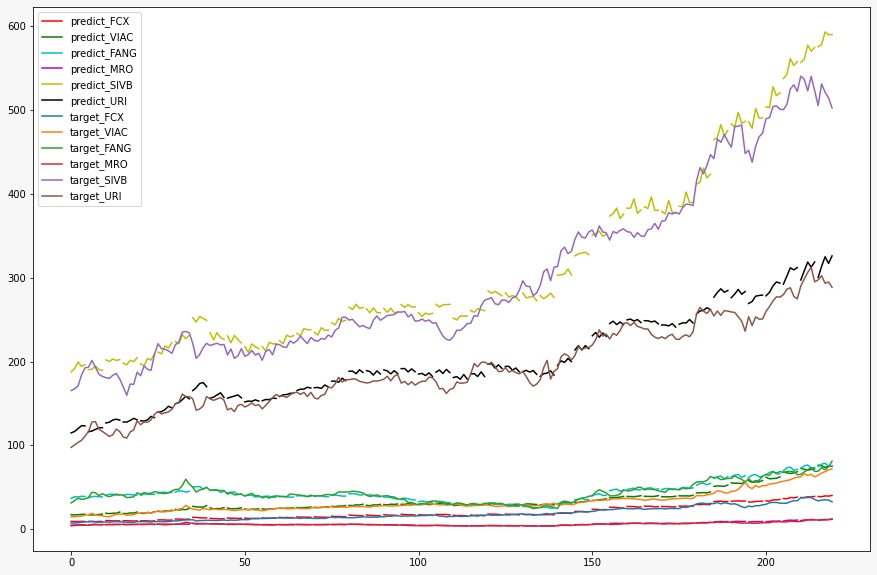 600
500
400
300
200
100
0
predict_FCX
predict_VIAC
predict_FANG
predict_MRO
predict_SIVB
predict_URI
target_FCX
target_VIAC
target_FANG
target_MRO
target_SIVB
target_URI
0 50 100 150 200